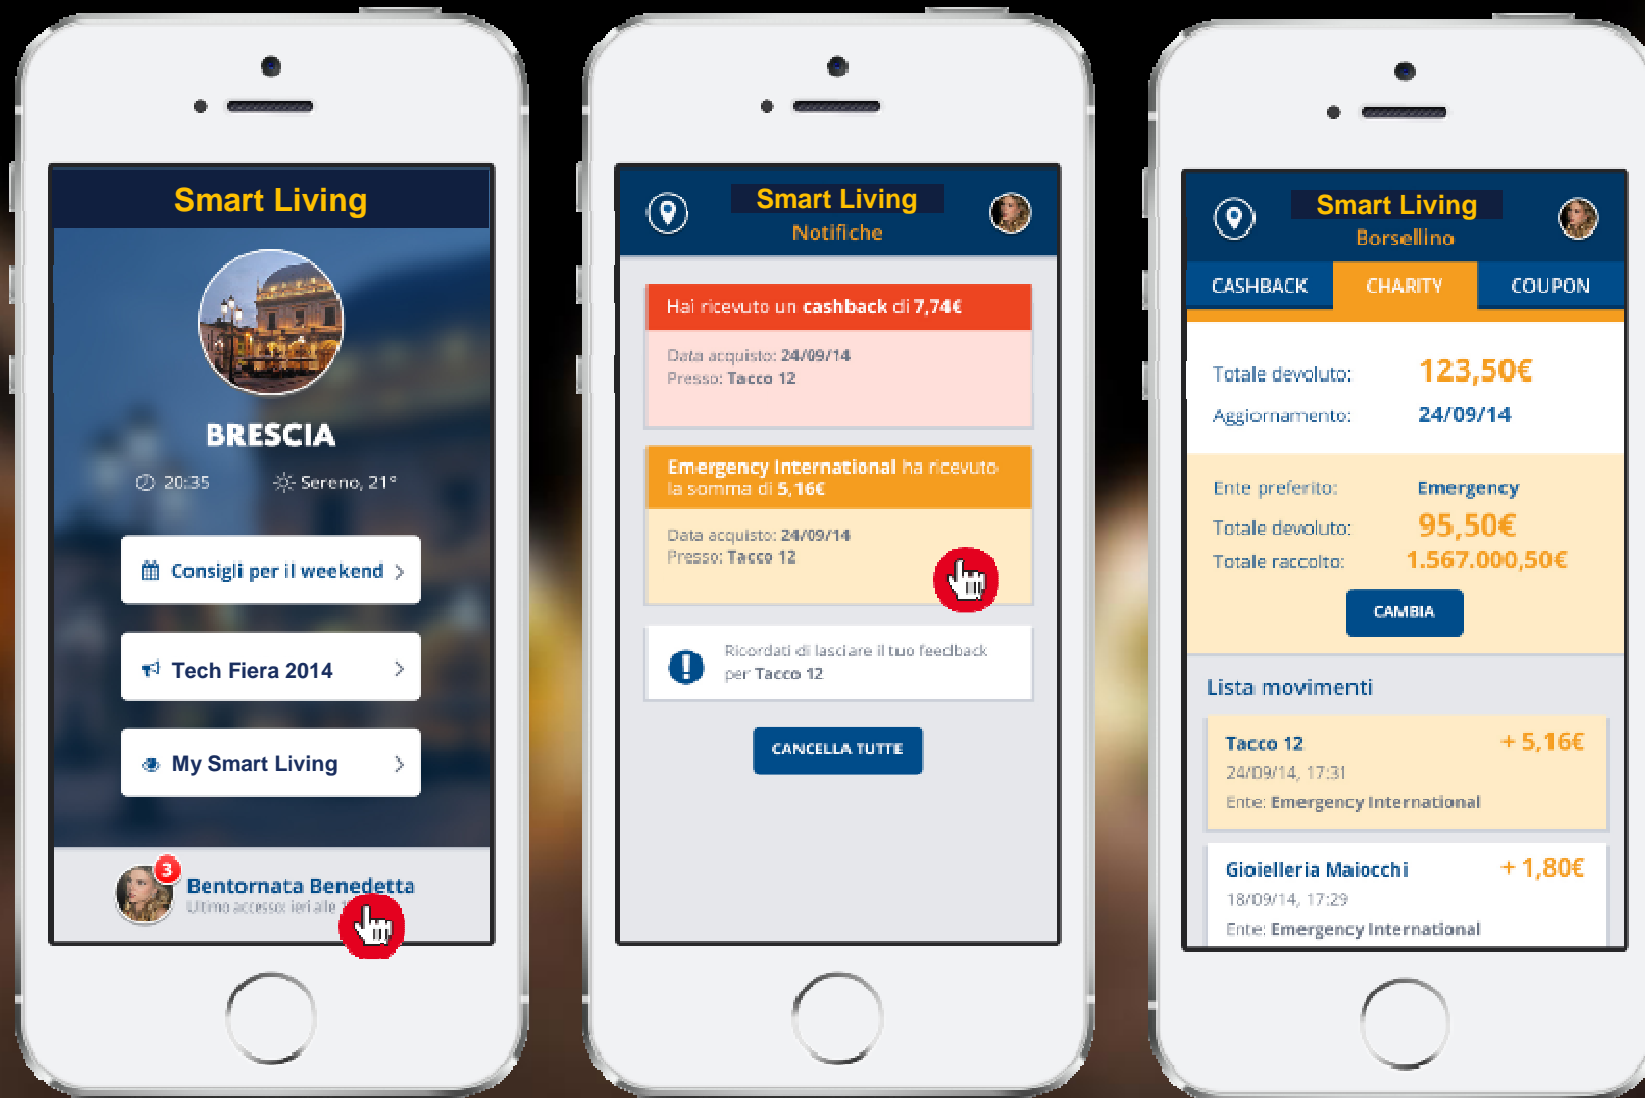 Smart Living
BRESCIA
20:35
Sereno, 21°
Consigli per il weekend
Tech Fiera 2014
My Smart Living
3
Bentornata Benedetta
Ultimo accesso: ieri alle
Smart Living
Notifiche
Hai ricevuto un cashback di 7,74€
Data acquisto: 24/09/14
Presso: Tacco 12
Emergency International ha ricevuto
la somma di 5,16€
Data acquisto: 24/09/14
Presso: Tacco 12
Ricordati di lasciare il tuo feedback
per Tacco 12
CANCELLA TUTTE
Smart Living
Borsellino
CASHBACK CHARITY COUPON
Totale devoluto: 123,50€
Aggiornamento: 24/09/14
Ente preferito: Emergency
Totale devoluto: 95,50€
Totale raccolto: 1.567.000,50€
CAMBIA
Lista movimenti
Tacco 12 + 5,16€
24/09/14, 17:31
Ente: Emergency International
Gioielleria Maiocchi + 1,80€
18/09/14, 17:29
Ente: Emergency International